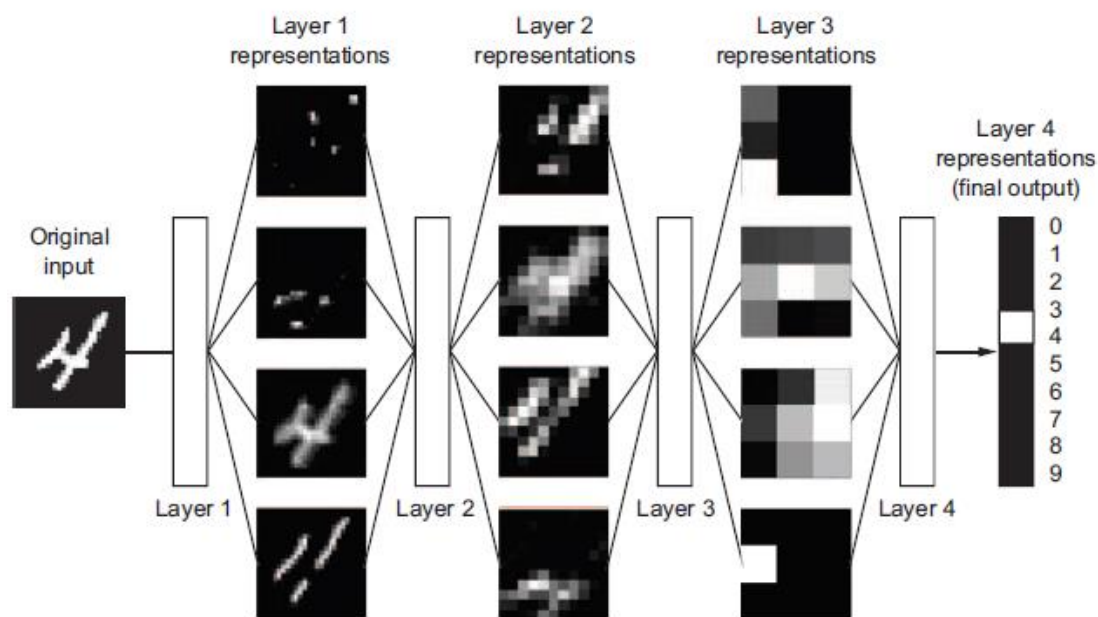 Layer 1
representations
Layer 2
representations
Layer 3
representations
Layer 4
representations
(final output)
Original
input
0
1
2
3
4
5
6
7
8
9
Layer 1
Layer 2
Layer 3
Layer 4